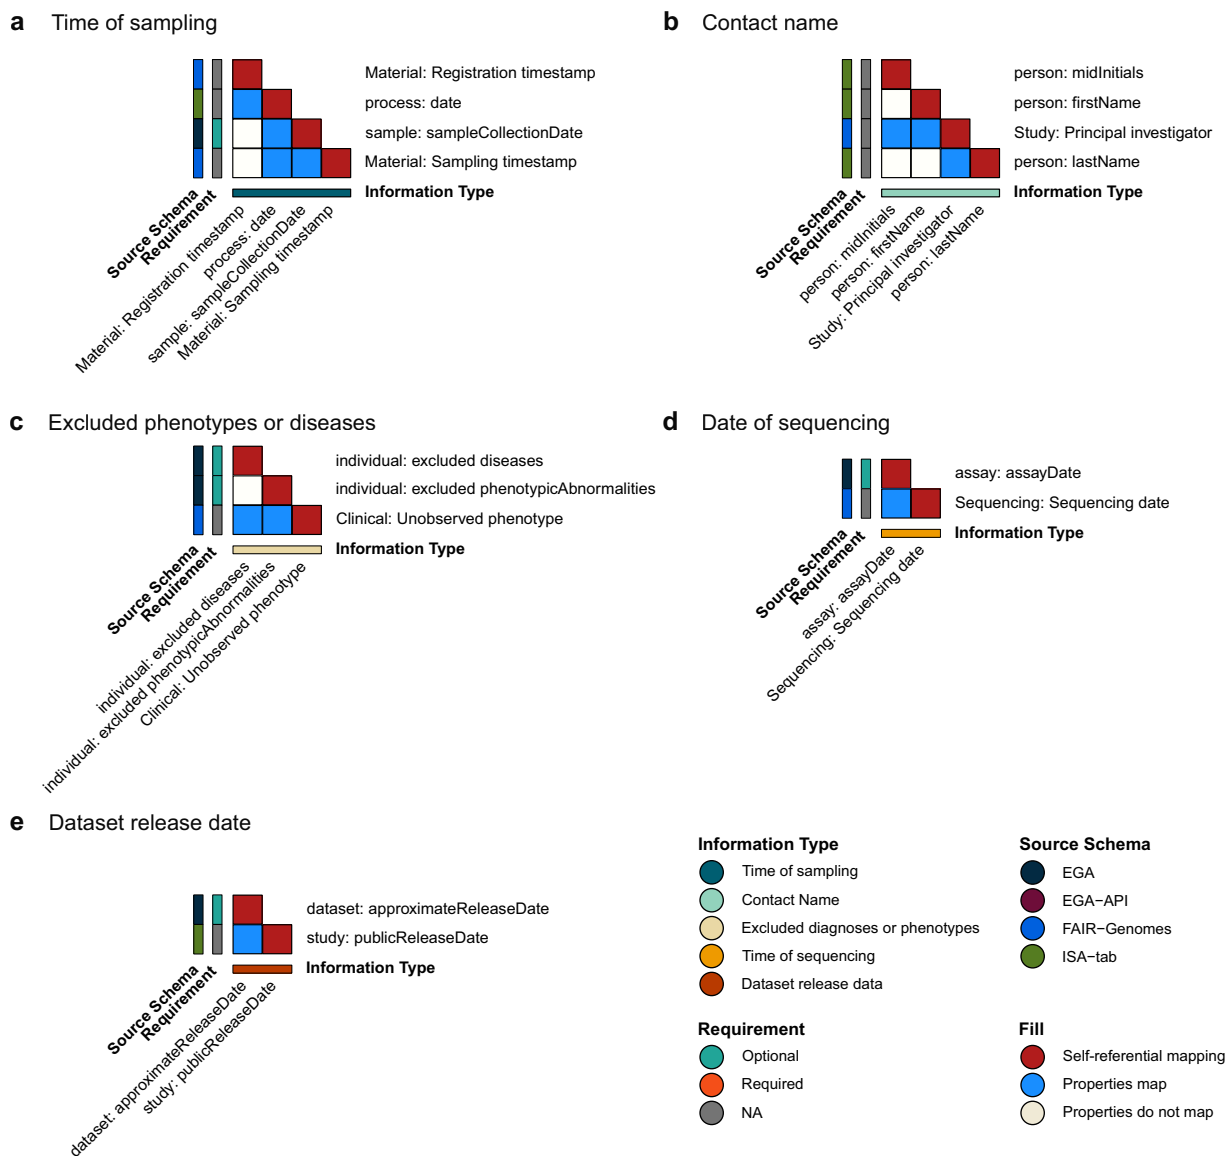 a Time of sampling
Material: Registration timestamp
process: date
sample: sampleCollectionDate
Material: Sampling timestamp
Information Type
Source Schema
Requirement
Material: Registration timestamp
process: date
sample: sampleCollectionDate
Material: Sampling timestamp
b Contact name
person: midInitials
person: firstName
Study: Principal investigator
person: lastName
Information Type
Source Schema
Requirement
person: midInitials
person: firstName
Study: Principal investigator
person: lastName
c Excluded phenotypes or diseases
individual: excluded diseases
individual: excluded phenotypicAbnormalities
Clinical: Unobserved phenotype
Information Type
Source Schema
Requirement
individual: excluded diseases
individual: excluded phenotypicAbnormalities
Clinical: Unobserved phenotype
d Date of sequencing
assay: assayDate
Sequencing: Sequencing date
Information Type
Source Schema
Requirement
assay: assayDate
Sequencing: Sequencing date
e Dataset release date
dataset: approximateReleaseDate
study: publicReleaseDate
Information Type
Source Schema
Requirement
dataset: approximateReleaseDate
study: publicReleaseDate
Information Type
Time of sampling
Contact Name
Excluded diagnoses or phenotypes
Time of sequencing
Dataset release data
Source Schema
EGA
EGA−API
FAIR−Genomes
ISA−tab
Requirement
Optional
Required
NA
Fill
Self-referential mapping
Properties map
Properties do not map